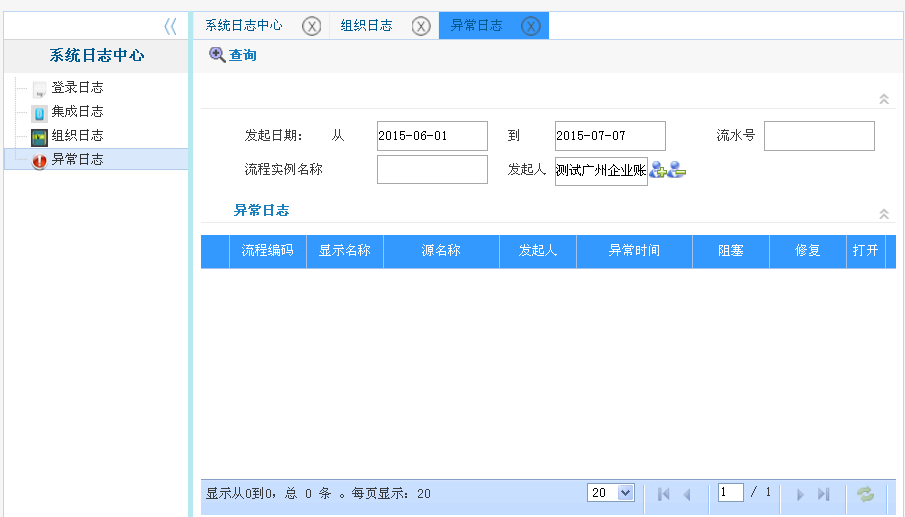 系统日志中心 组织日志 异常日志
系统日志中心
查询
登录日志
集成日志
组织日志
异常日志
发起日期: 从 2015-06-01 到 2015-07-07 流水号
流程实例名称 发起人 测试广州企业账
异常日志
流程编码 显示名称 源名称 发起人 异常时间 阻塞 修复 打开
显示从0到0，总 0 条 。每页显示：20 20 1 / 1